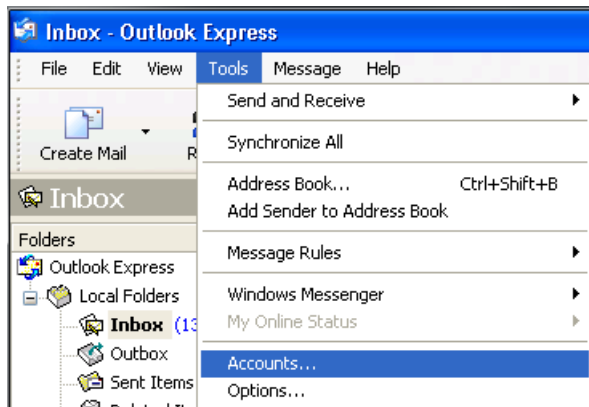 Inbox - Outlook Express
File Edit View Tools Message Help
Send and Receive
Synchronize All
Create Mail
Address Book... Ctrl+Shift+B
Inbox
Add Sender to Address Book
Folders
Message Rules
Outlook Express
Local Folders
Windows Messenger
Inbox
My Online Status
Outbox
Accounts...
Sent Items
Options...